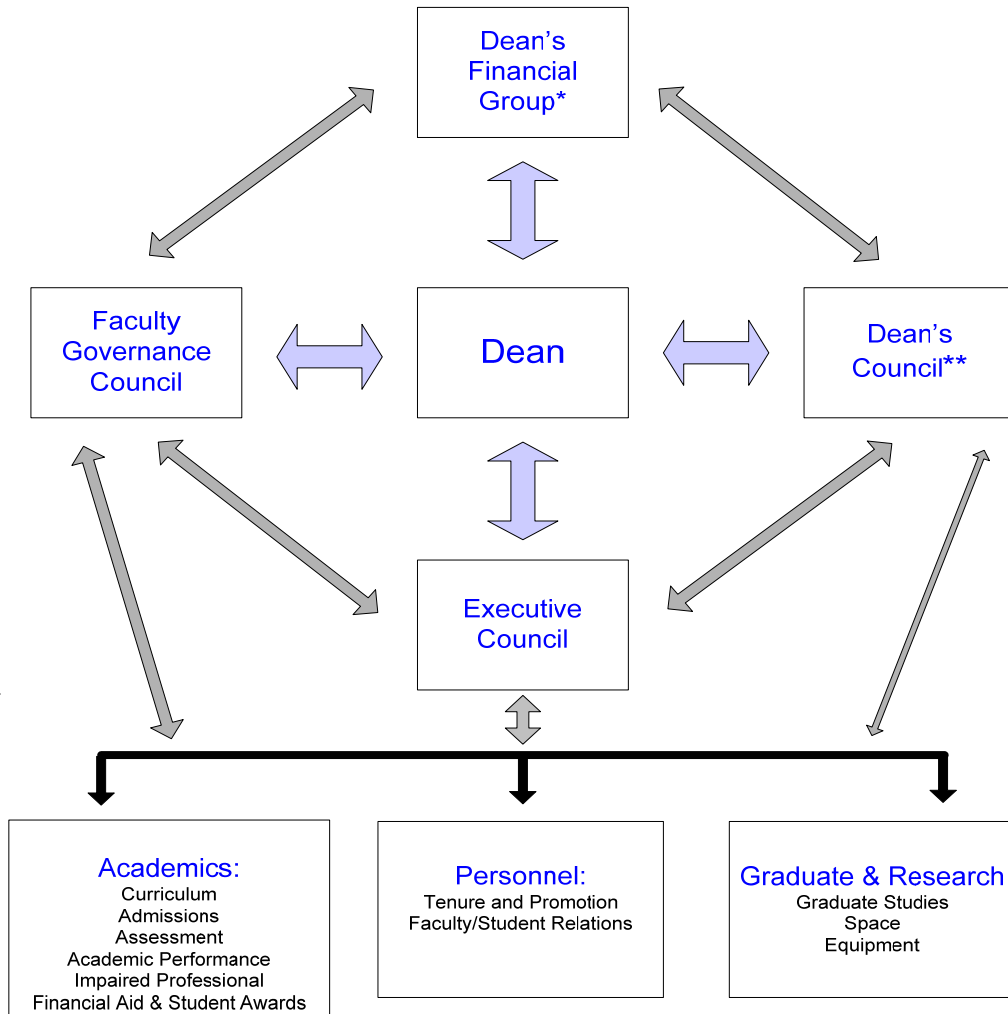 Dean's
Financial
Group*
Faculty
Governance
Council
Dean
Dean's
Council**
Executive
Council
Academics:
Curriculum
Admissions
Assessment
Academic Performance
Impaired Professional
Financial Aid & Student Awards
Personnel:
Tenure and Promotion
Faculty/Student Relations
Graduate & Research
Graduate Studies
Space
Equipment